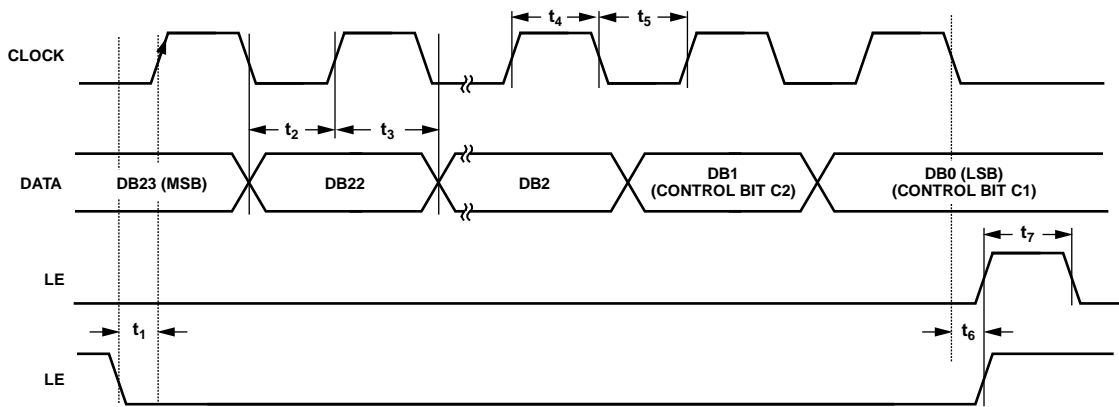 t4
t5
CLOCK
t2
t3
DATA
DB23 (MSB)
DB22
DB2
DB1
(CONTROL BIT C2)
DB0 (LSB)
(CONTROL BIT C1)
t7
LE
t1
t6
LE